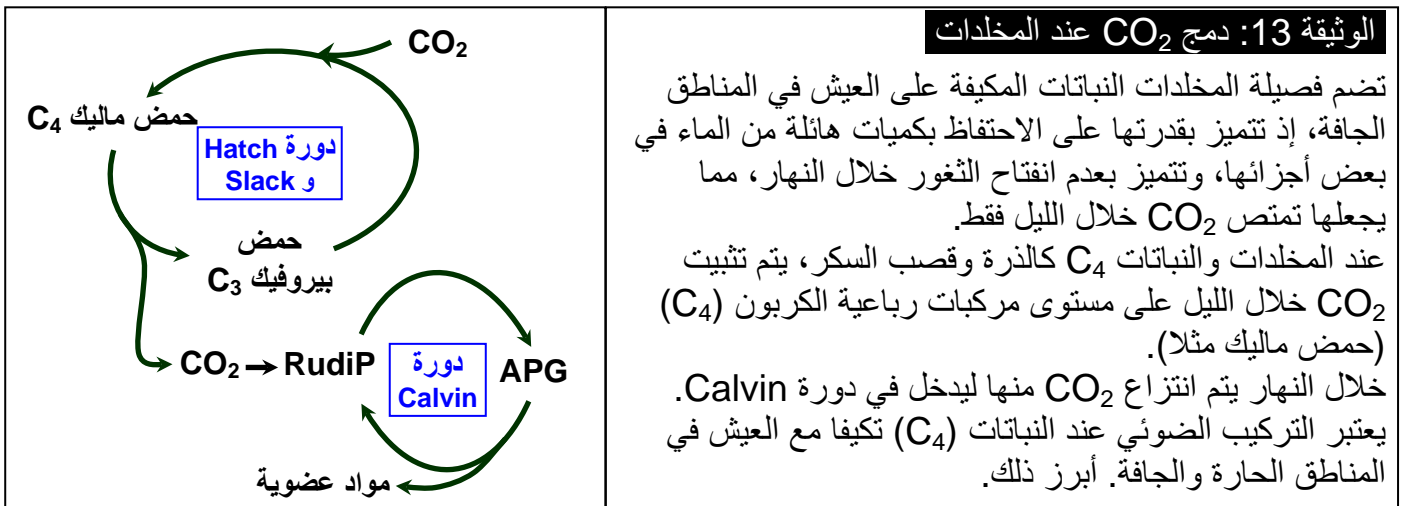 الوثيقة 13: دمج CO₂ عند المخلدات
تضم فصيلة المخلدات النباتات المكيفة على العيش في المناطق
الجافة، إذ تتميز بقدرتها على الاحتفاظ بكميات هائلة من الماء في
بعض أجزائها، وتتميز بعدم انفتاح الثغور خلال النهار، مما
يجعلها تمتص CO₂ خلال الليل فقط.
عند المخلدات والنباتات C₄ كالذرة وقصب السكر، يتم تثبيت
CO₂ خلال الليل على مستوى مركبات رباعية الكربون (C₄)
(حمض ماليك مثلا).
خلال النهار يتم انتزاع CO₂ منها ليدخل في دورة Calvin.
يعتبر التركيب الضوئي عند النباتات (C₄) تكيفا مع العيش في
المناطق الحارة والجافة. أبرز ذلك.
CO₂
حمض ماليك C₄
دورة Hatch
و Slack
حمض
بيروفيك C₃
CO₂ → RudiP
دورة
Calvin
APG
مواد عضوية